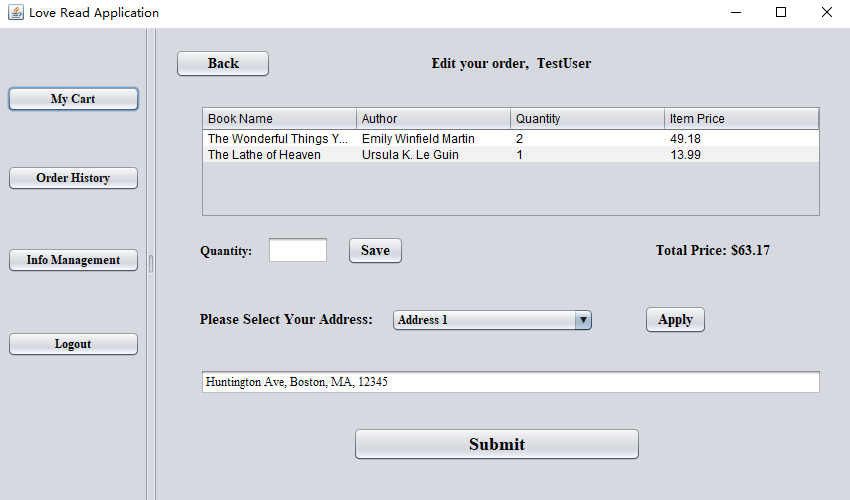 Love Read Application
Back
Edit your order, TestUser
My Cart
Order History
Info Management
Logout
Book Name Author Quantity Item Price
The Wonderful Things Y... Emily Winfield Martin 2 49.18
The Lathe of Heaven Ursula K. Le Guin 1 13.99
Quantity: Save Total Price: $63.17
Please Select Your Address: Address 1 Apply
Huntington Ave, Boston, MA, 12345
Submit